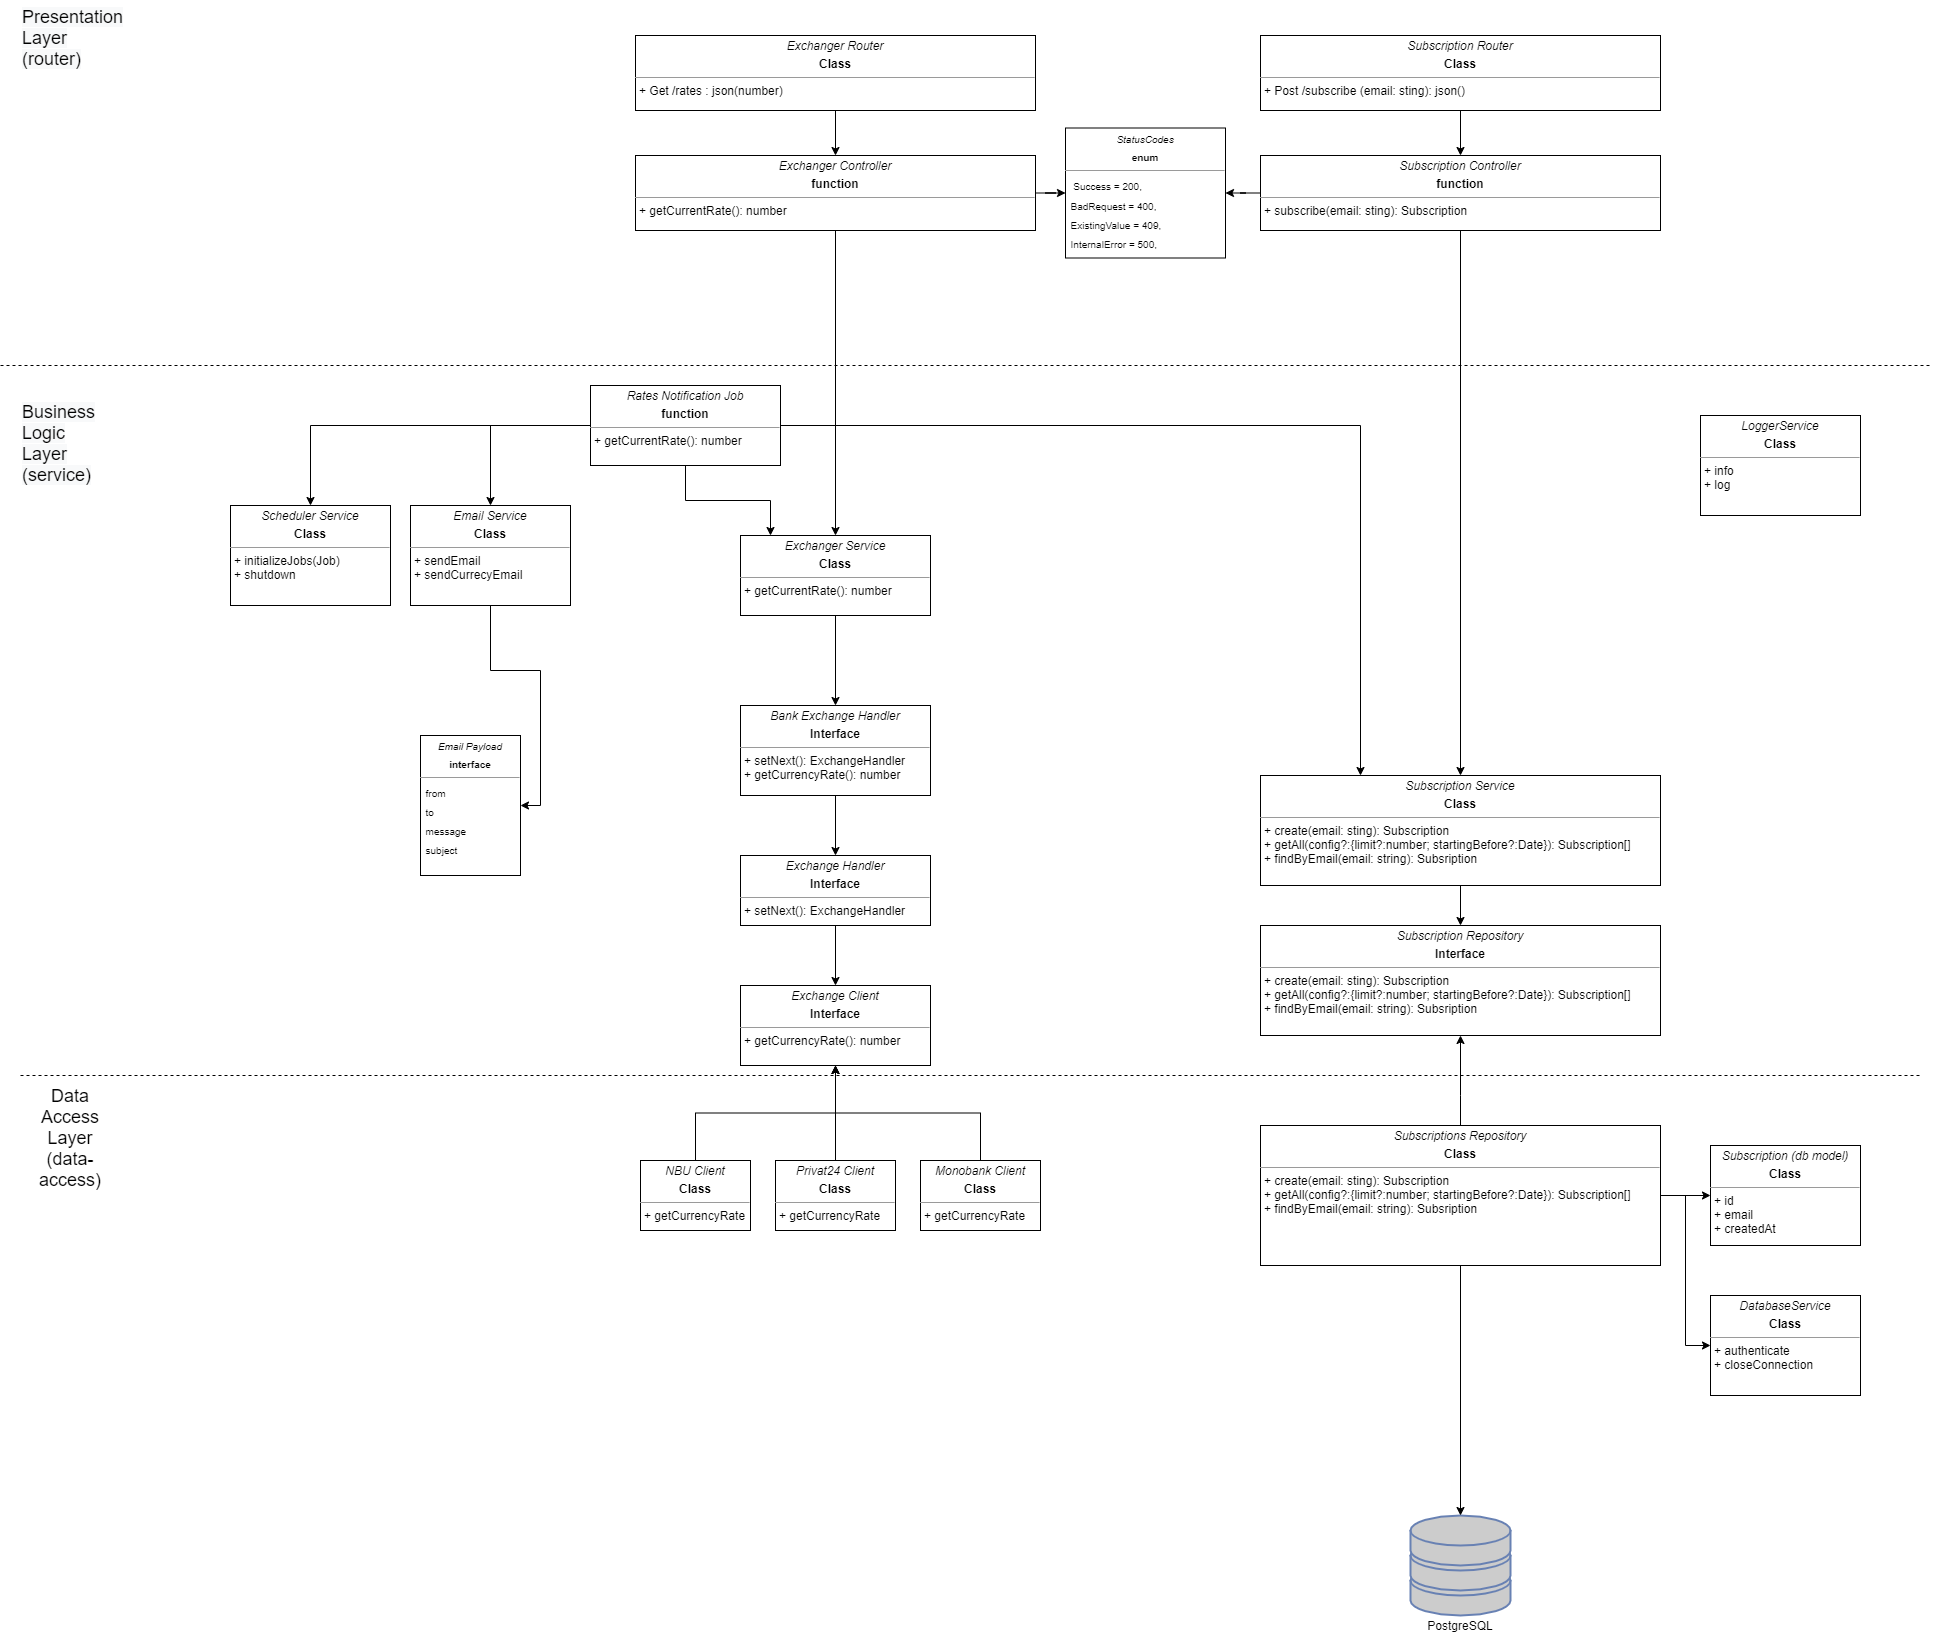 Presentation
Layer
(router)
Exchanger Router
Class
+ Get /rates : json(number)
Subscription Router
Class
+ Post /subscribe (email: sting): json()
Exchanger Controller
function
+ getCurrentRate(): number
StatusCodes
enum
Success = 200,
BadRequest = 400,
ExistingValue = 409,
InternalError = 500,
Subscription Controller
function
+ subscribe(email: sting): Subscription
Business
Logic
Layer
(service)
Rates Notification Job
function
+ getCurrentRate(): number
LoggerService
Class
+ info
+ log
Scheduler Service
Class
+ initializeJobs(Job)
+ shutdown
Email Service
Class
+ sendEmail
+ sendCurrecyEmail
Exchanger Service
Class
+ getCurrentRate(): number
Bank Exchange Handler
Interface
+ setNext(): ExchangeHandler
+ getCurrencyRate(): number
Email Payload
interface
from
to
message
subject
Subscription Service
Class
+ create(email: sting): Subscription
+ getAll(config?:{limit?:number; startingBefore?:Date}): Subscription[]
+ findByEmail(email: string): Subsription
Exchange Handler
Interface
+ setNext(): ExchangeHandler
Subscription Repository
Interface
+ create(email: sting): Subscription
+ getAll(config?:{limit?:number; startingBefore?:Date}): Subscription[]
+ findByEmail(email: string): Subsription
Exchange Client
Interface
+ getCurrencyRate(): number
Data
Access
Layer
(data-
access)
NBU Client
Class
+ getCurrencyRate
Privat24 Client
Class
+ getCurrencyRate
Monobank Client
Class
+ getCurrencyRate
Subscriptions Repository
Class
+ create(email: sting): Subscription
+ getAll(config?:{limit?:number; startingBefore?:Date}): Subscription[]
+ findByEmail(email: string): Subsription
Subscription (db model)
Class
+ id
+ email
+ createdAt
DatabaseService
Class
+ authenticate
+ closeConnection
PostgreSQL